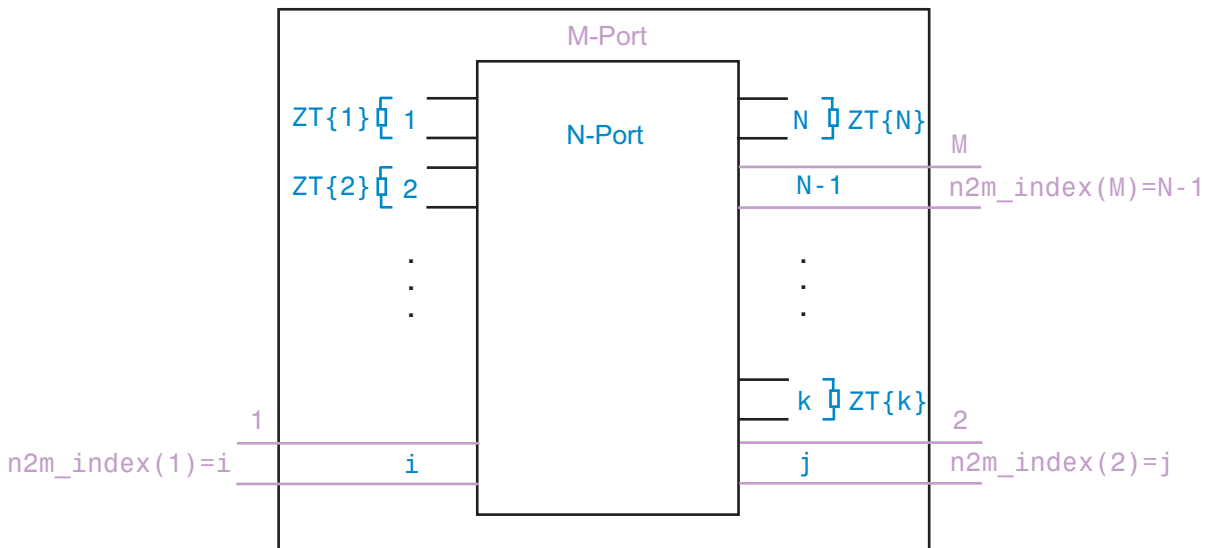 M-Port
ZT{1} 1
N ZT{N}
N-Port
M
ZT{2} 2
N-1 n2m_index(M)=N-1
.
.
.
.
.
.
k ZT{k}
1
2
n2m_index(1)=i i
j n2m_index(2)=j